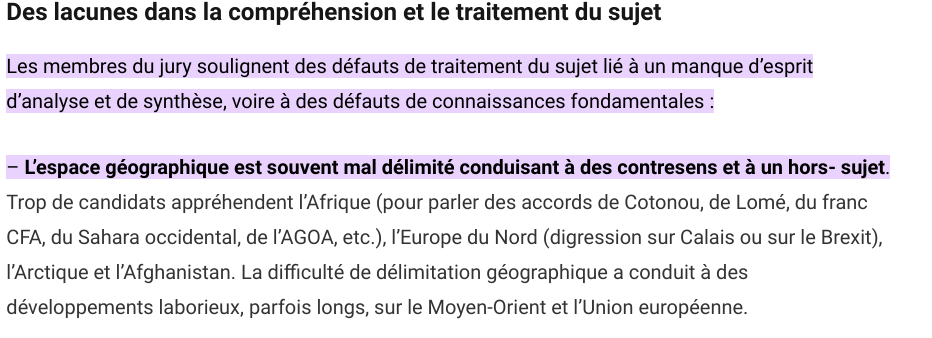 Des lacunes dans la compréhension et le traitement du sujet
Les membres du jury soulignent des défauts de traitement du sujet lié à un manque d’esprit
d’analyse et de synthèse, voire à des défauts de connaissances fondamentales :
– L’espace géographique est souvent mal délimité conduisant à des contresens et à un hors- sujet.
Trop de candidats appréhendent l’Afrique (pour parler des accords de Cotonou, de Lomé, du franc
CFA, du Sahara occidental, de l’AGOA, etc.), l’Europe du Nord (digression sur Calais ou sur le Brexit),
l’Arctique et l’Afghanistan. La difficulté de délimitation géographique a conduit à des
développements laborieux, parfois longs, sur le Moyen-Orient et l’Union européenne.